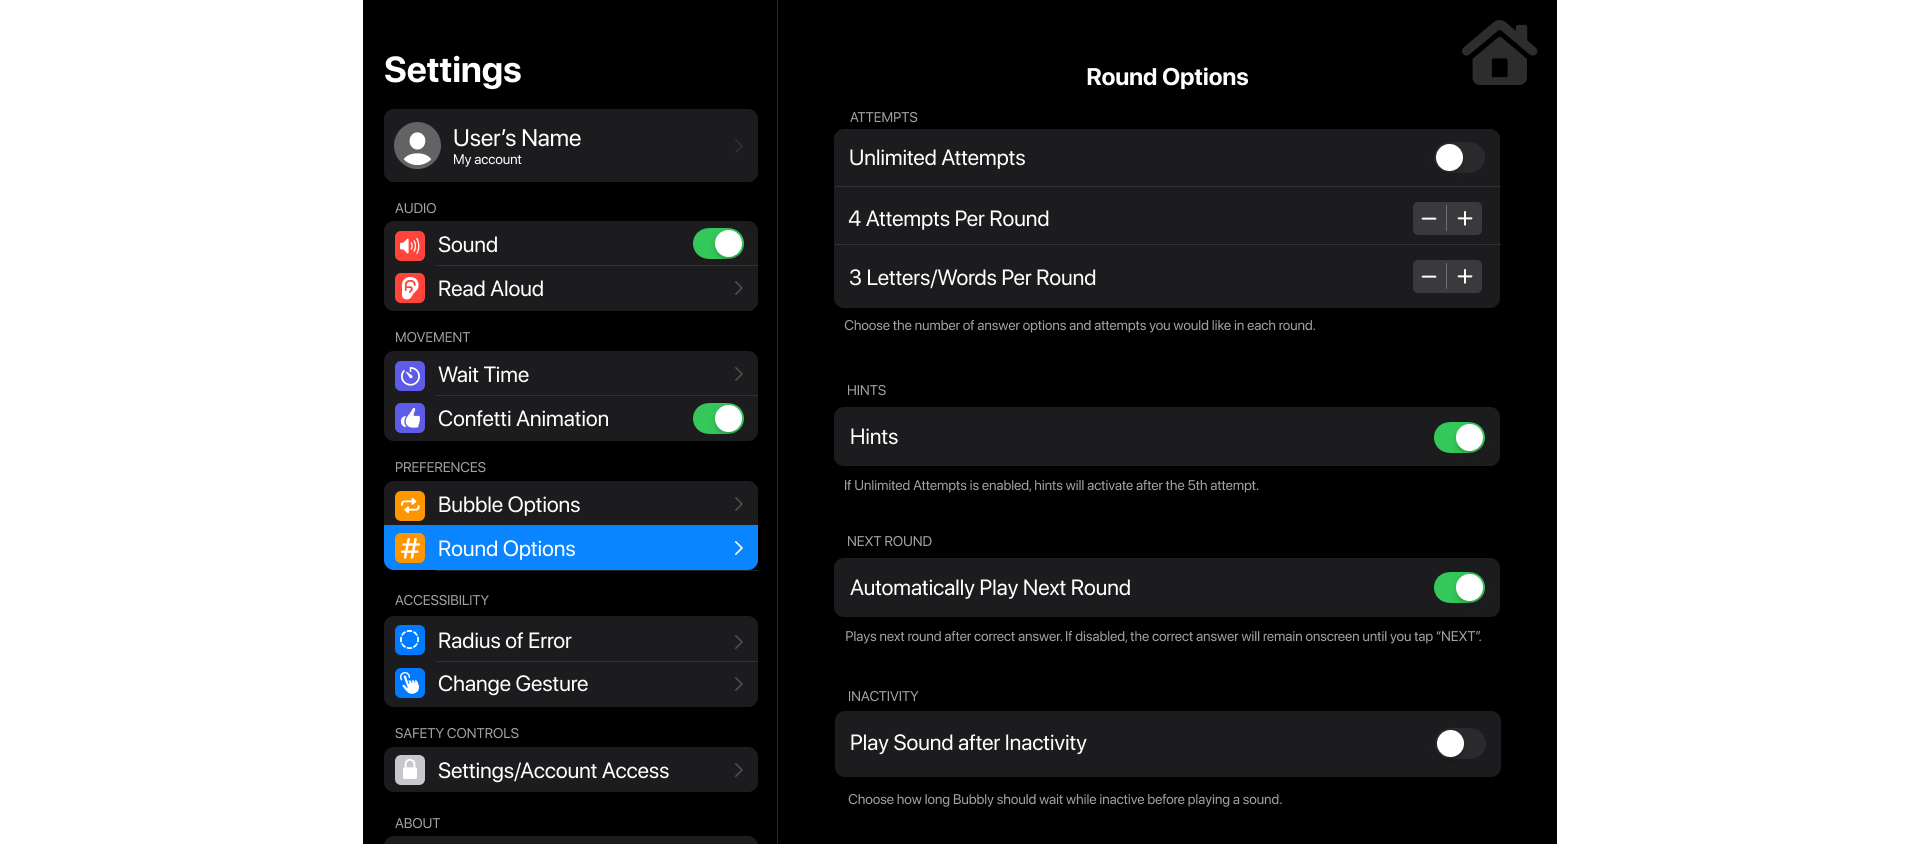 Settings
User's Name
My account
AUDIO
Sound
Read Aloud
MOVEMENT
Wait Time
Confetti Animation
PREFERENCES
Bubble Options
Round Options
ACCESSIBILITY
Radius of Error
Change Gesture
SAFETY CONTROLS
Settings/Account Access
ABOUT
Round Options
ATTEMPTS
Unlimited Attempts
4 Attempts Per Round
3 Letters/Words Per Round
Choose the number of answer options and attempts you would like in each round.
HINTS
Hints
If Unlimited Attempts is enabled, hints will activate after the 5th attempt.
NEXT ROUND
Automatically Play Next Round
Plays next round after correct answer. If disabled, the correct answer will remain onscreen until you tap “NEXT”.
INACTIVITY
Play Sound after Inactivity
Choose how long Bubbly should wait while inactive before playing a sound.